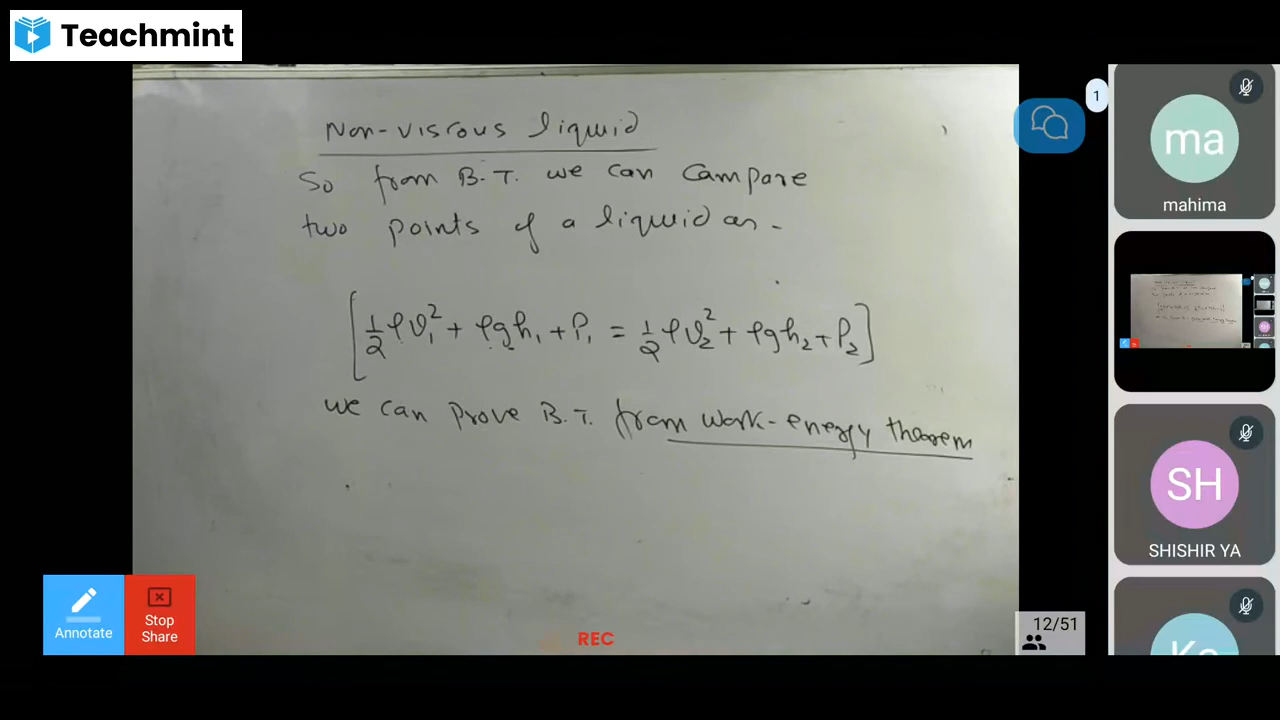 Teachmint
Non-viscous liquid
So from B.T. we can Campare
two points of a liquid as -
[½ρv₁² + ρgh₁ + P₁ = ½ρv₂² + ρgh₂ + P₂]
we can prove B.T. from work-energy theorem
Annotate
Stop
Share
REC
12/51
1
ma
mahima
SH
SHISHIR YA